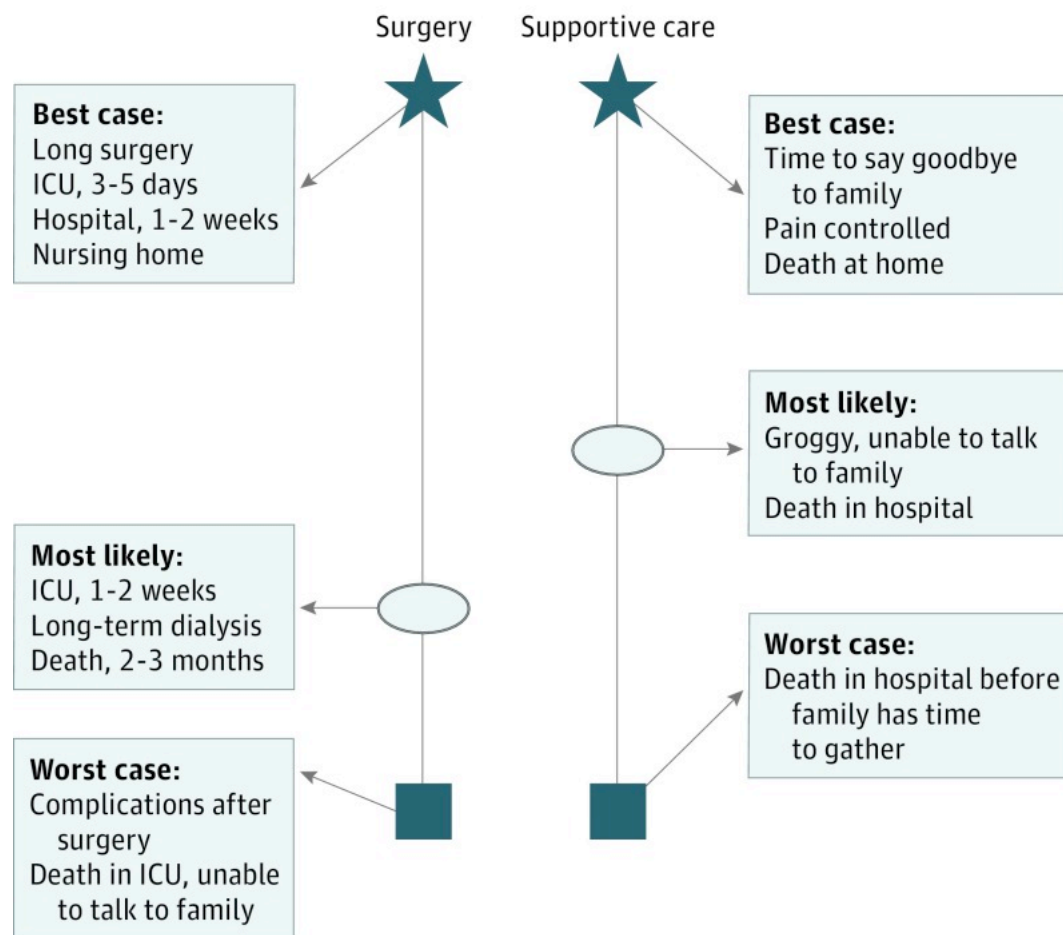 Surgery
Supportive care
Best case:
Long surgery
ICU, 3-5 days
Hospital, 1-2 weeks
Nursing home
Most likely:
ICU, 1-2 weeks
Long-term dialysis
Death, 2-3 months
Worst case:
Complications after
surgery
Death in ICU, unable
to talk to family
Best case:
Time to say goodbye
to family
Pain controlled
Death at home
Most likely:
Groggy, unable to talk
to family
Death in hospital
Worst case:
Death in hospital before
family has time
to gather